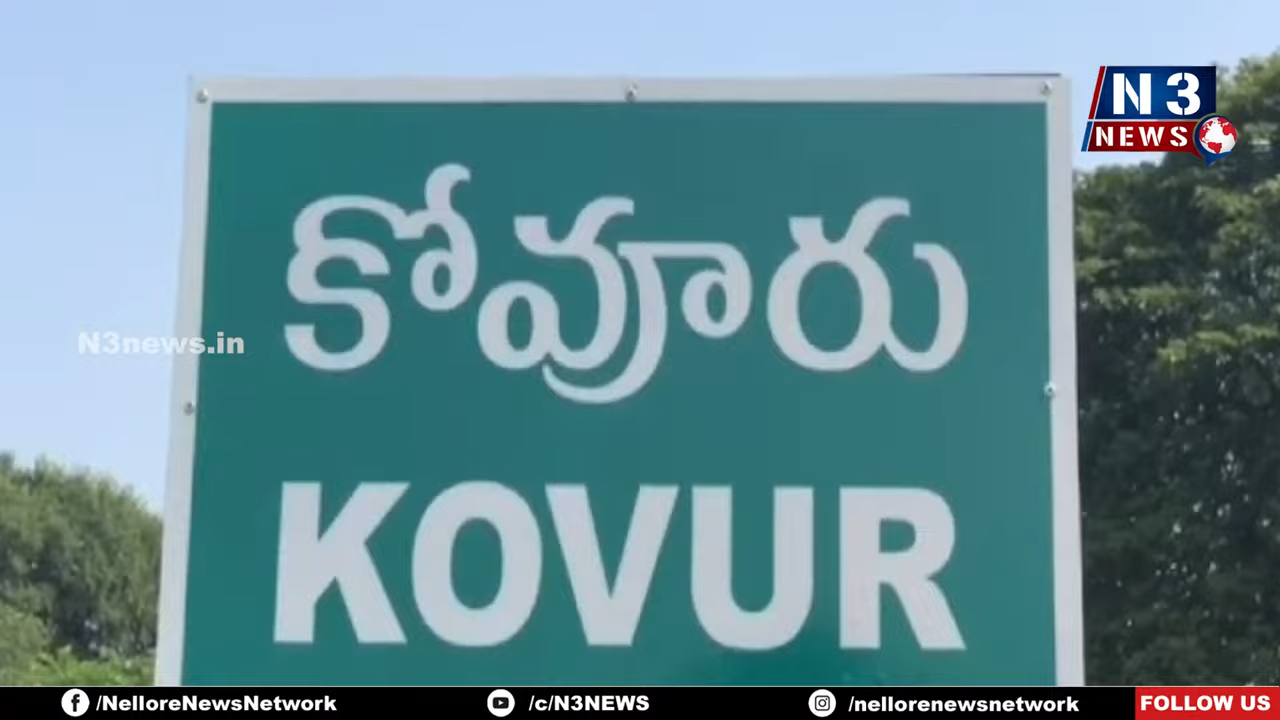 N3
NEWS
కోవూరు
N3news.in
KOVUR
/NelloreNewsNetwork
/c/N3NEWS
/nellorenewsnetwork
FOLLOW US